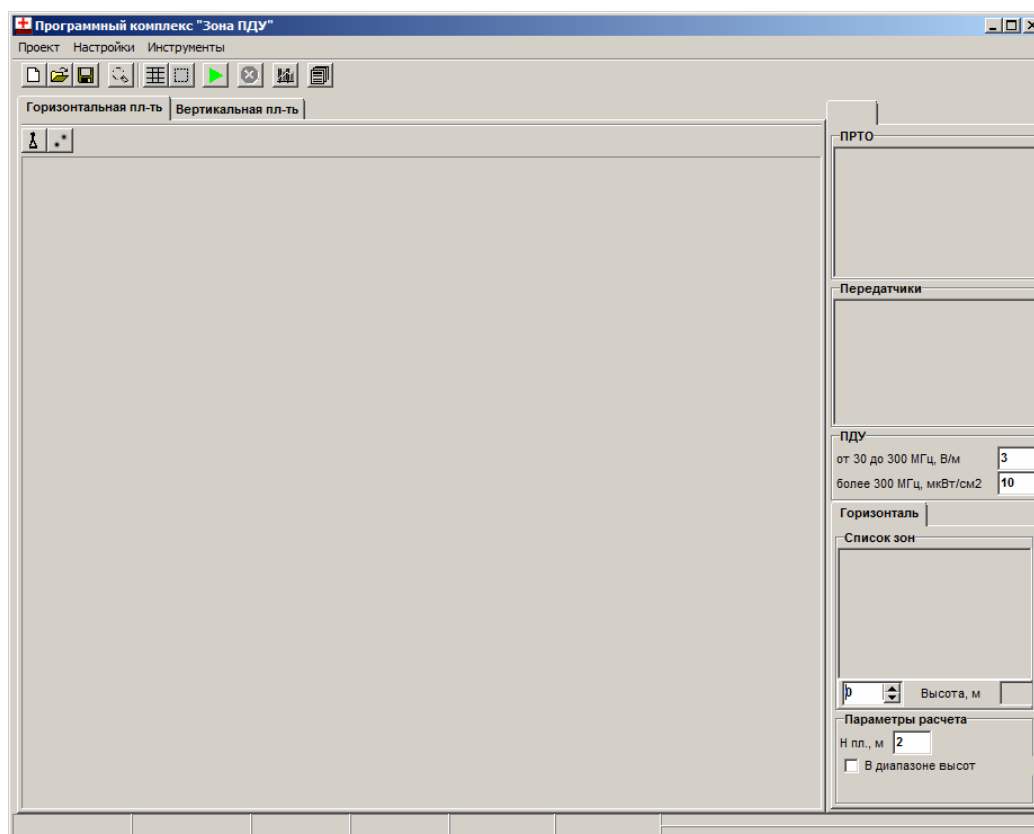 Программный комплекс "Зона ПДУ"
Проект Настройки Инструменты
Горизонтальная пл-ть Вертикальная пл-ть
ПРТО
Передатчики
ПДУ
от 30 до 300 МГц, В/м 3
более 300 МГц, мкВт/см2 10
Горизонталь
Список зон
0 Высота, м
Параметры расчета
Н пл., м 2
В диапазоне высот